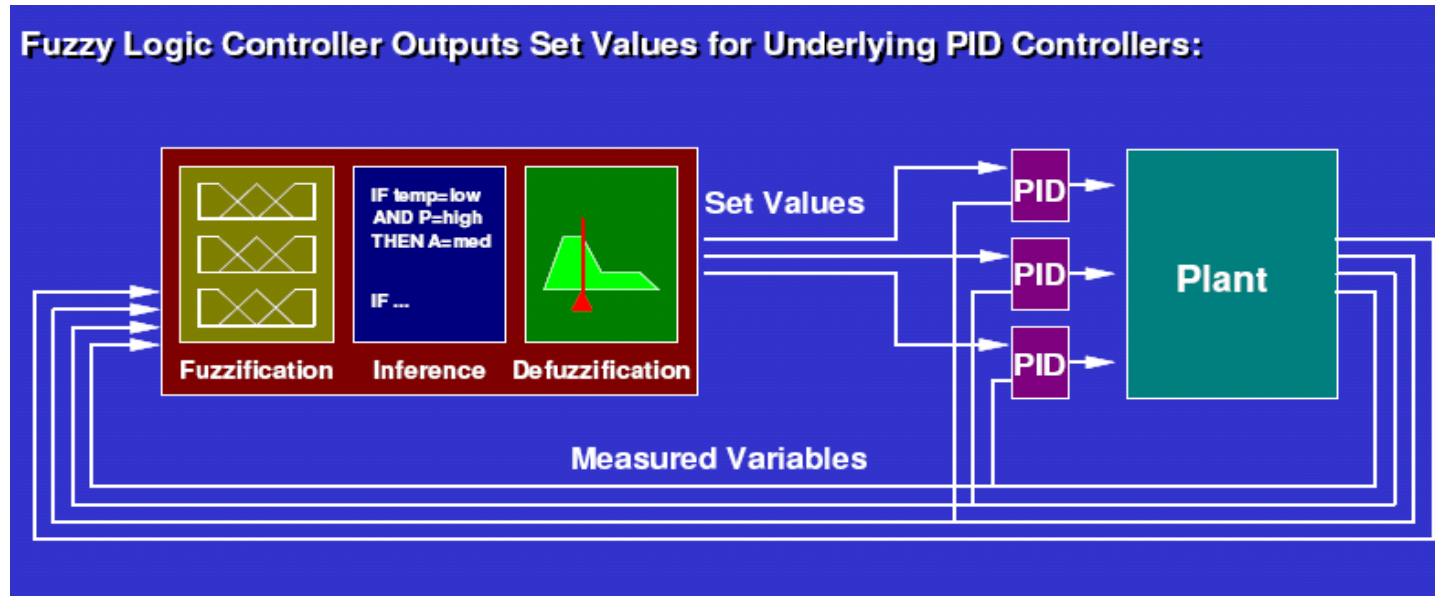 Fuzzy Logic Controller Outputs Set Values for Underlying PID Controllers:
IF temp=low
AND P=high
THEN A=med
IF ...
Fuzzification
Inference
Defuzzification
Set Values
PID
PID
PID
Plant
Measured Variables